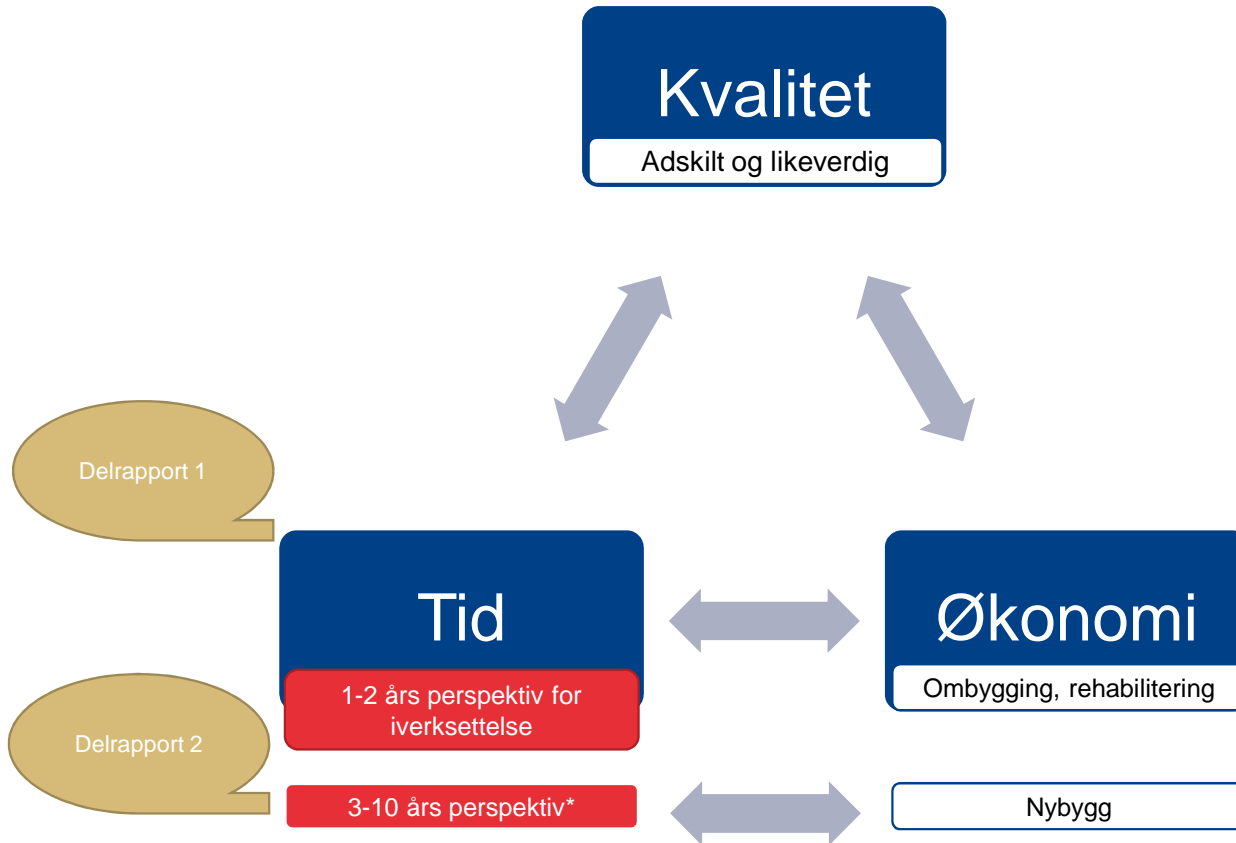 Kvalitet
Adskilt og likeverdig
Delrapport 1
Tid
Økonomi
1-2 års perspektiv for
iverksettelse
Ombygging, rehabilitering
Delrapport 2
3-10 års perspektiv*
Nybygg